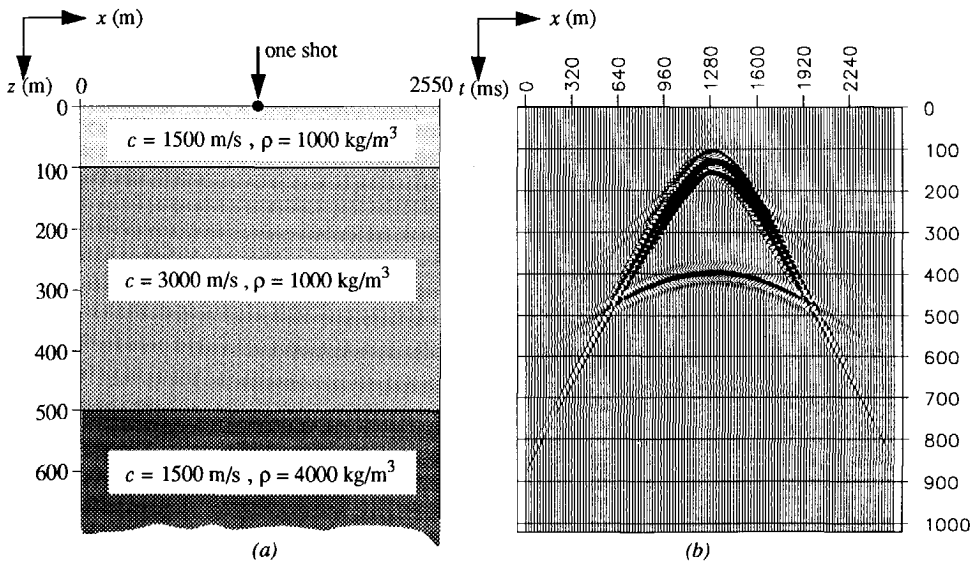 x (m)
one shot
z (m)
0
2550
0
100
200
300
400
500
600
c = 1500 m/s , ρ = 1000 kg/m³
c = 3000 m/s , ρ = 1000 kg/m³
c = 1500 m/s , ρ = 4000 kg/m³
(a)
x (m)
t (ms)
0
320
640
960
1280
1600
1920
2240
0
100
200
300
400
500
600
700
800
900
1000
(b)